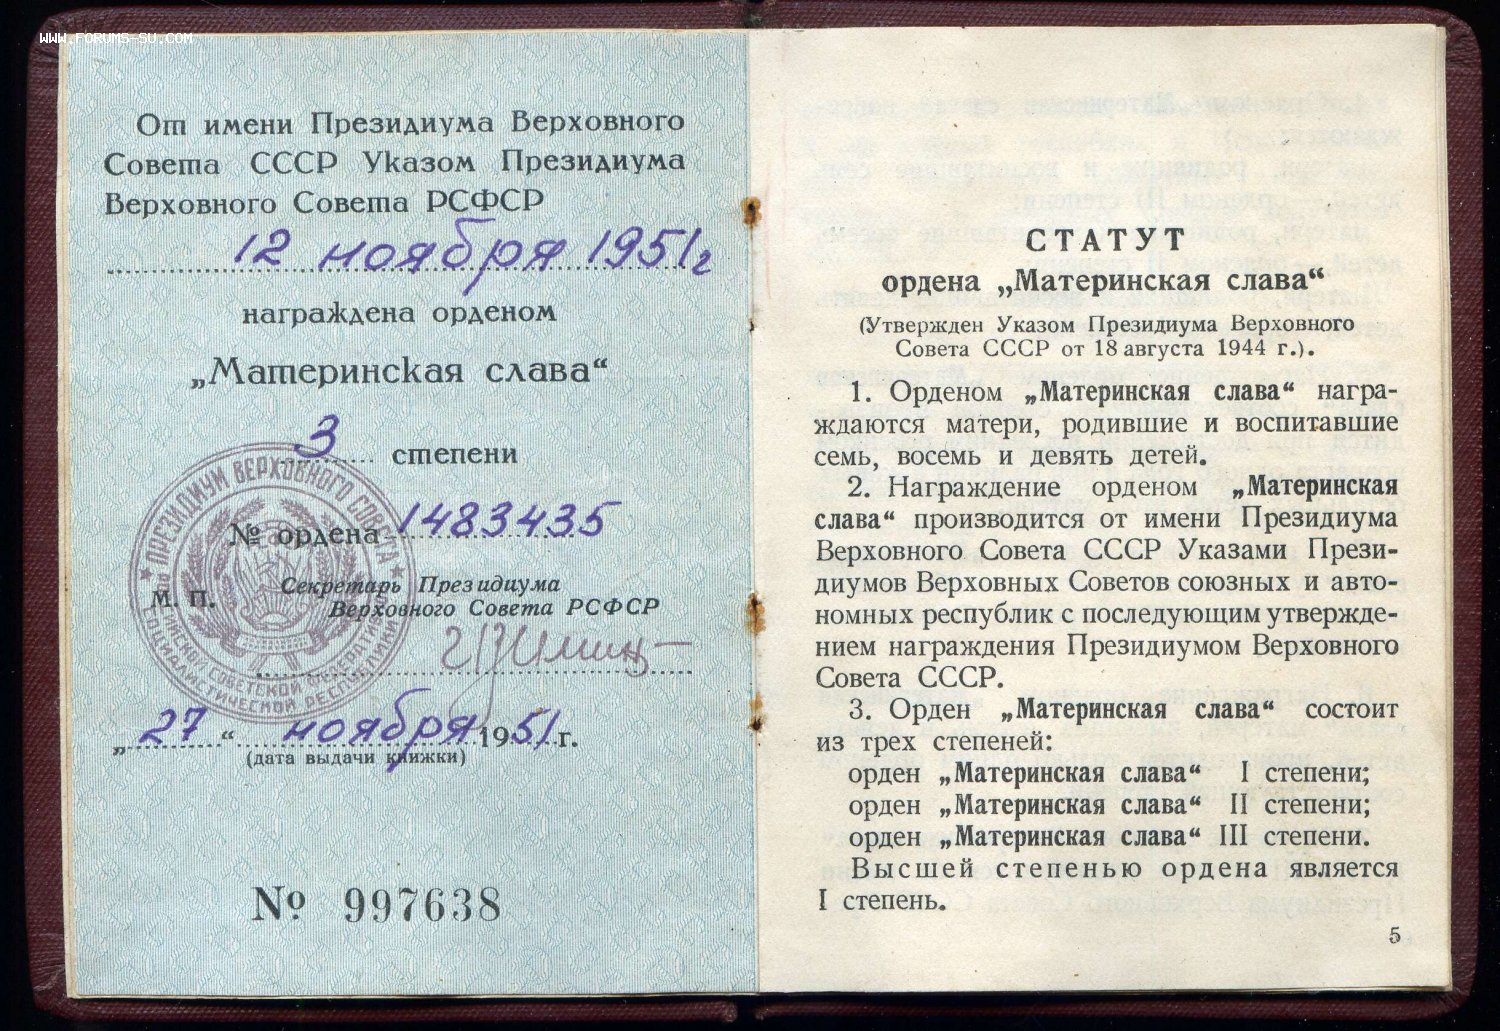 WWW.FORUMS-SU.COM
От имени Президиума Верховного
Совета СССР Указом Президиума
Верховного Совета РСФСР
12 ноября 1951г
награждена орденом
„Материнская слава“
3 степени
№ ордена 1483435
Секретарь Президиума
Верховного Совета РСФСР
М. П.
ПРЕЗИДИУМ ВЕРХОВНОГО СОВЕТА
„27“ ноября 1951 г.
(дата выдачи книжки)
№ 997638
СТАТУТ
ордена „Материнская слава“
(Утвержден Указом Президиума Верховного
Совета СССР от 18 августа 1944 г.).
1. Орденом „Материнская слава“ награ-
ждаются матери, родившие и воспитавшие
семь, восемь и девять детей.
2. Награждение орденом „Материнская
слава“ производится от имени Президиума
Верховного Совета СССР Указами Прези-
диумов Верховных Советов союзных и авто-
номных республик с последующим утвержде-
нием награждения Президиумом Верховного
Совета СССР.
3. Орден „Материнская слава“ состоит
из трех степеней:
орден „Материнская слава“ I степени;
орден „Материнская слава“ II степени;
орден „Материнская слава“ III степени.
Высшей степенью ордена является
I степень.
5